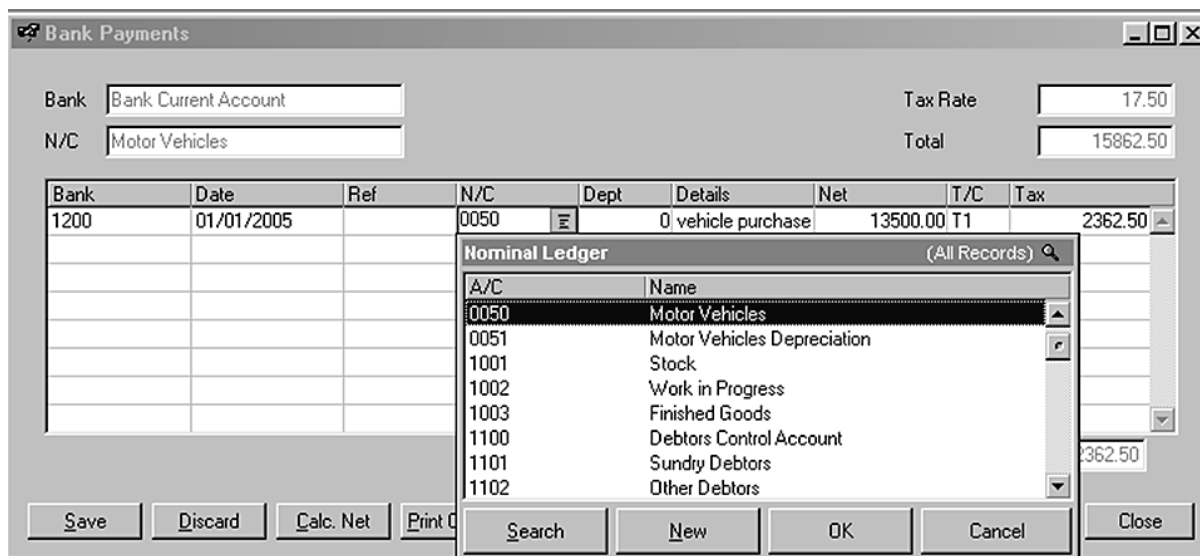 Bank Payments
Bank Bank Current Account Tax Rate 17.50
N/C Motor Vehicles Total 15862.50
Bank Date Ref N/C Dept Details Net T/C Tax
1200 01/01/2005 0050 0 vehicle purchase 13500.00 T1 2362.50
Nominal Ledger (All Records)
A/C Name
0050 Motor Vehicles
0051 Motor Vehicles Depreciation
1001 Stock
1002 Work in Progress
1003 Finished Goods
1100 Debtors Control Account
1101 Sundry Debtors
1102 Other Debtors
2362.50
Save Discard Calc. Net Print Close
Search New OK Cancel